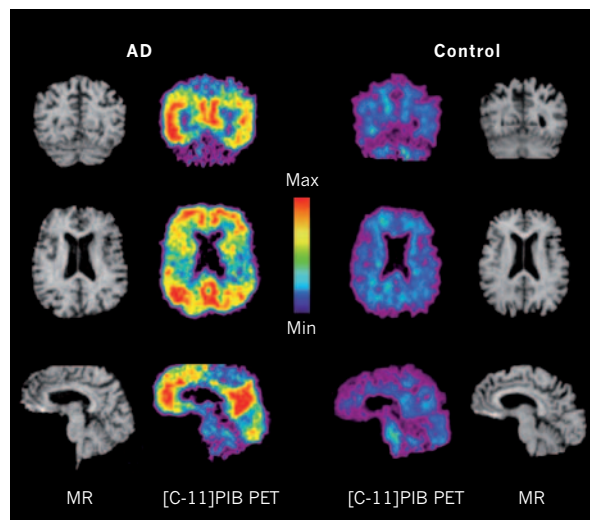 AD Control
Max
Min
MR [C-11]PIB PET [C-11]PIB PET MR